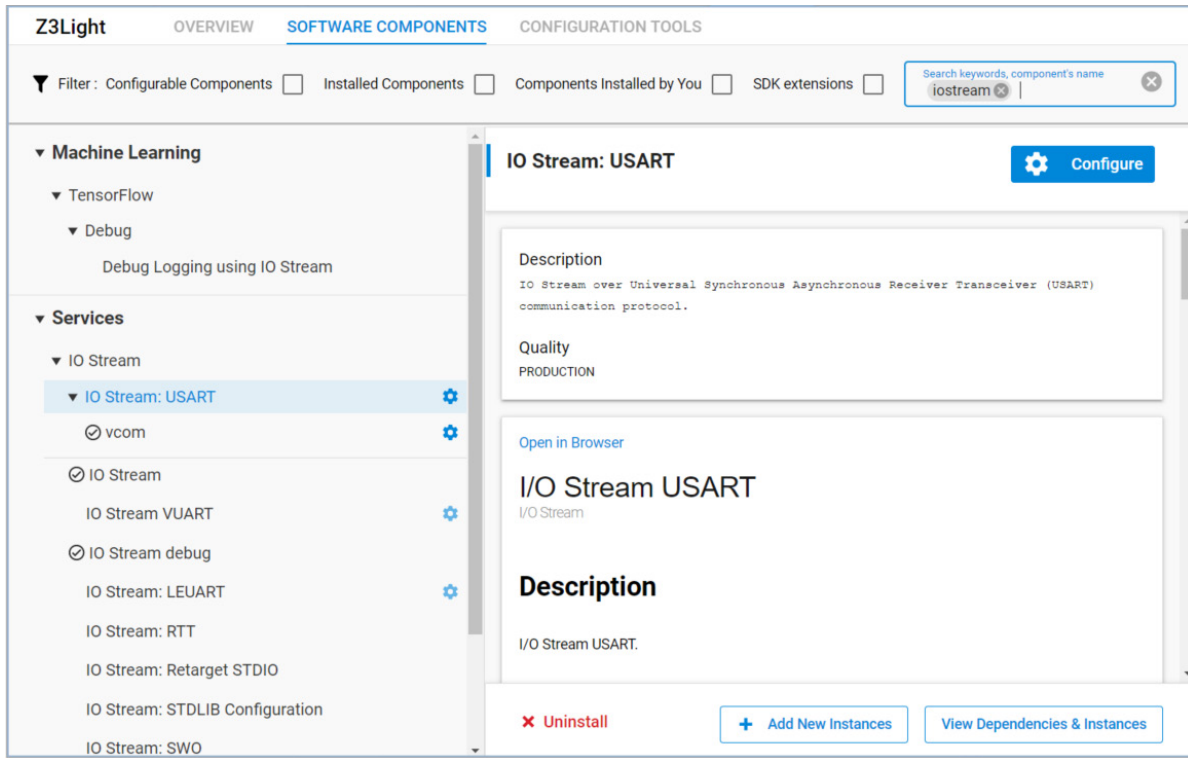 Z3Light OVERVIEW SOFTWARE COMPONENTS CONFIGURATION TOOLS
Filter : Configurable Components Installed Components Components Installed by You SDK extensions
Search keywords, component's name
iostream
Machine Learning
TensorFlow
Debug
Debug Logging using IO Stream
Services
IO Stream
IO Stream: USART
vcom
IO Stream
IO Stream VUART
IO Stream debug
IO Stream: LEUART
IO Stream: RTT
IO Stream: Retarget STDIO
IO Stream: STDLIB Configuration
IO Stream: SWO
IO Stream: USART
Configure
Description
IO Stream over Universal Synchronous Asynchronous Receiver Transceiver (USART)
communication protocol.
Quality
PRODUCTION
Open in Browser
I/O Stream USART
I/O Stream
Description
I/O Stream USART.
Uninstall
Add New Instances
View Dependencies & Instances